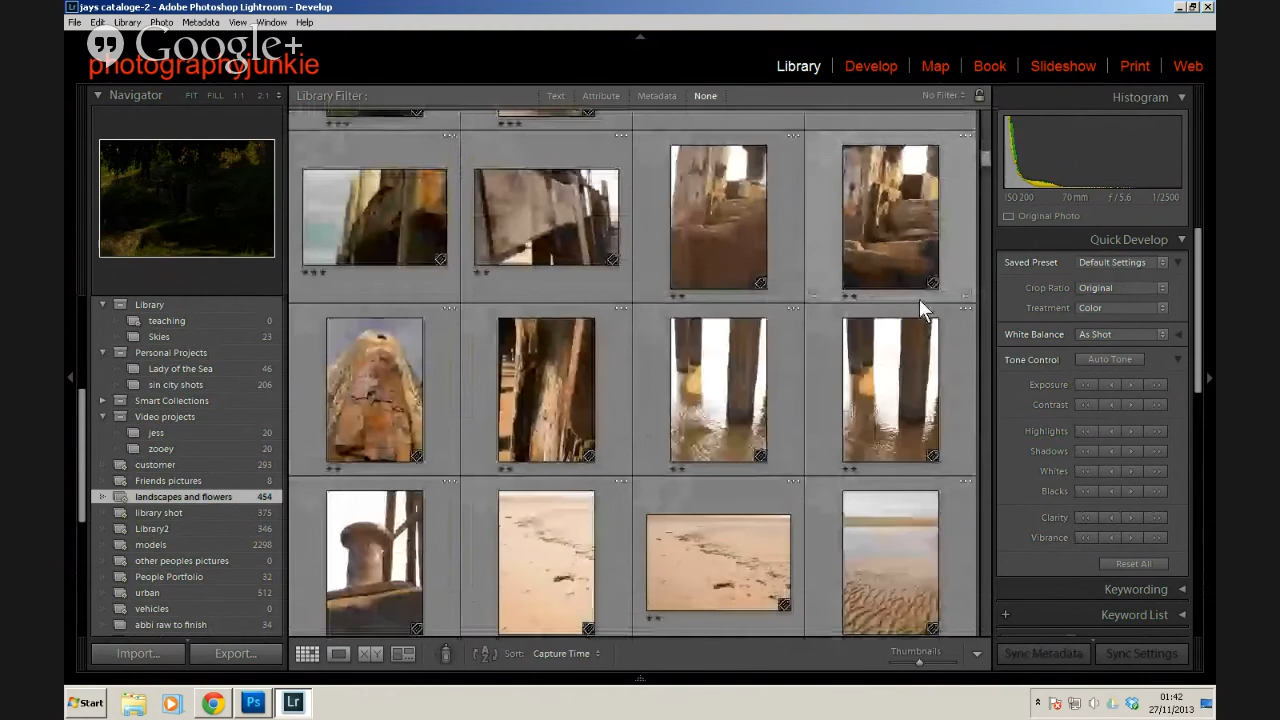 jays cataloge-2 - Adobe Photoshop Lightroom - Develop
File Edit Library Photo Metadata View Window Help
Google+
photographyjunkie
Library Develop Map Book Slideshow Print Web
Navigator FIT FILL 1:1 2:1
Library Filter : Text Attribute Metadata None No Filter
Histogram
ISO 200 70 mm ƒ / 5.6 1/2500
Original Photo
Quick Develop
Saved Preset Default Settings
Crop Ratio Original
Treatment Color
White Balance As Shot
Tone Control Auto Tone
Exposure
Contrast
Highlights
Shadows
Whites
Blacks
Clarity
Vibrance
Reset All
Keywording
Keyword List
Library
teaching 0
Skies 23
Personal Projects
Lady of the Sea 46
sin city shots 206
Smart Collections
Video projects
jess 20
zooey 20
customer 293
Friends pictures 8
landscapes and flowers 454
library shot 375
Library2 346
models 2298
other peoples pictures 0
People Portfolio 32
urban 512
vehicles 0
abbi raw to finish 34
Import... Export...
Sort: Capture Time
Thumbnails
Sync Metadata Sync Settings
Start Ps Lr
01:42
27/11/2013